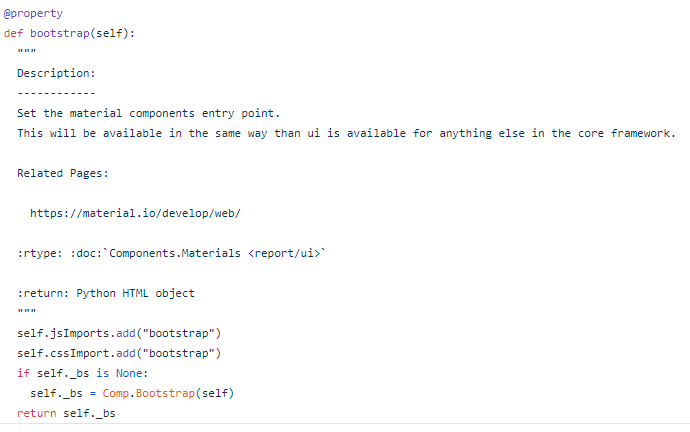 @property
def bootstrap(self):
  """
  Description:
  ------------
  Set the material components entry point.
  This will be available in the same way than ui is available for anything else in the core framework.

  Related Pages:

    https://material.io/develop/web/

  :rtype: :doc:`Components.Materials <report/ui>`

  :return: Python HTML object
  """
  self.jsImports.add("bootstrap")
  self.cssImport.add("bootstrap")
  if self._bs is None:
    self._bs = Comp.Bootstrap(self)
  return self._bs